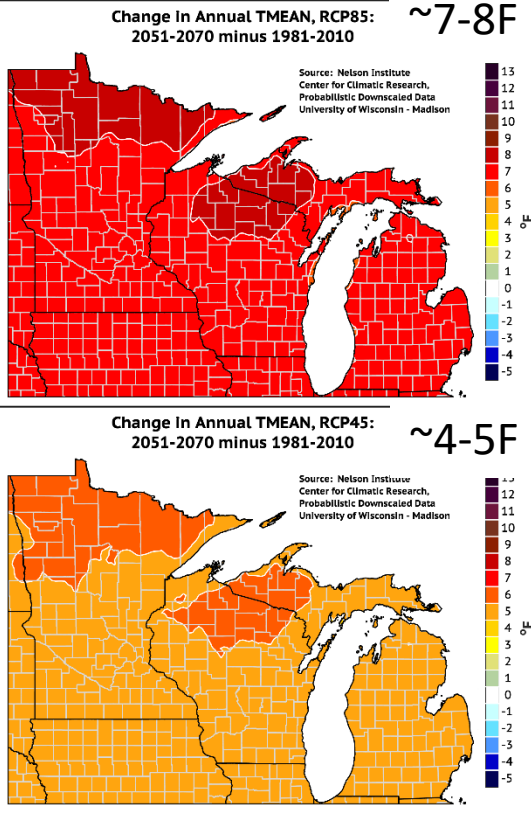 Change in Annual TMEAN, RCP85:
2051-2070 minus 1981-2010
~7-8F
Source: Nelson Institute
Center for Climatic Research,
Probabilistic Downscaled Data
University of Wisconsin - Madison
13
12
11
10
9
8
7
6
5
4
3
2
1
0
-1
-2
-3
-4
-5
°F
Change in Annual TMEAN, RCP45:
2051-2070 minus 1981-2010
~4-5F
Source: Nelson Institute
Center for Climatic Research,
Probabilistic Downscaled Data
University of Wisconsin - Madison
12
11
10
9
8
7
6
5
4
3
2
1
0
-1
-2
-3
-4
-5
°F